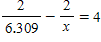 2/6.309 − 2/x = 4